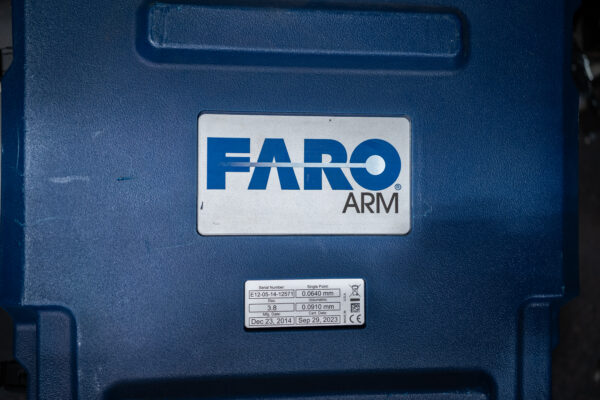 FARO®
ARM
Serial Number Single Point
E12-05-14-12571 0.0640 mm
Rev. Volumetric
3.8 0.0910 mm
Mfg. Date Cert. Date
Dec 23, 2014 Sep 29, 2023
CE